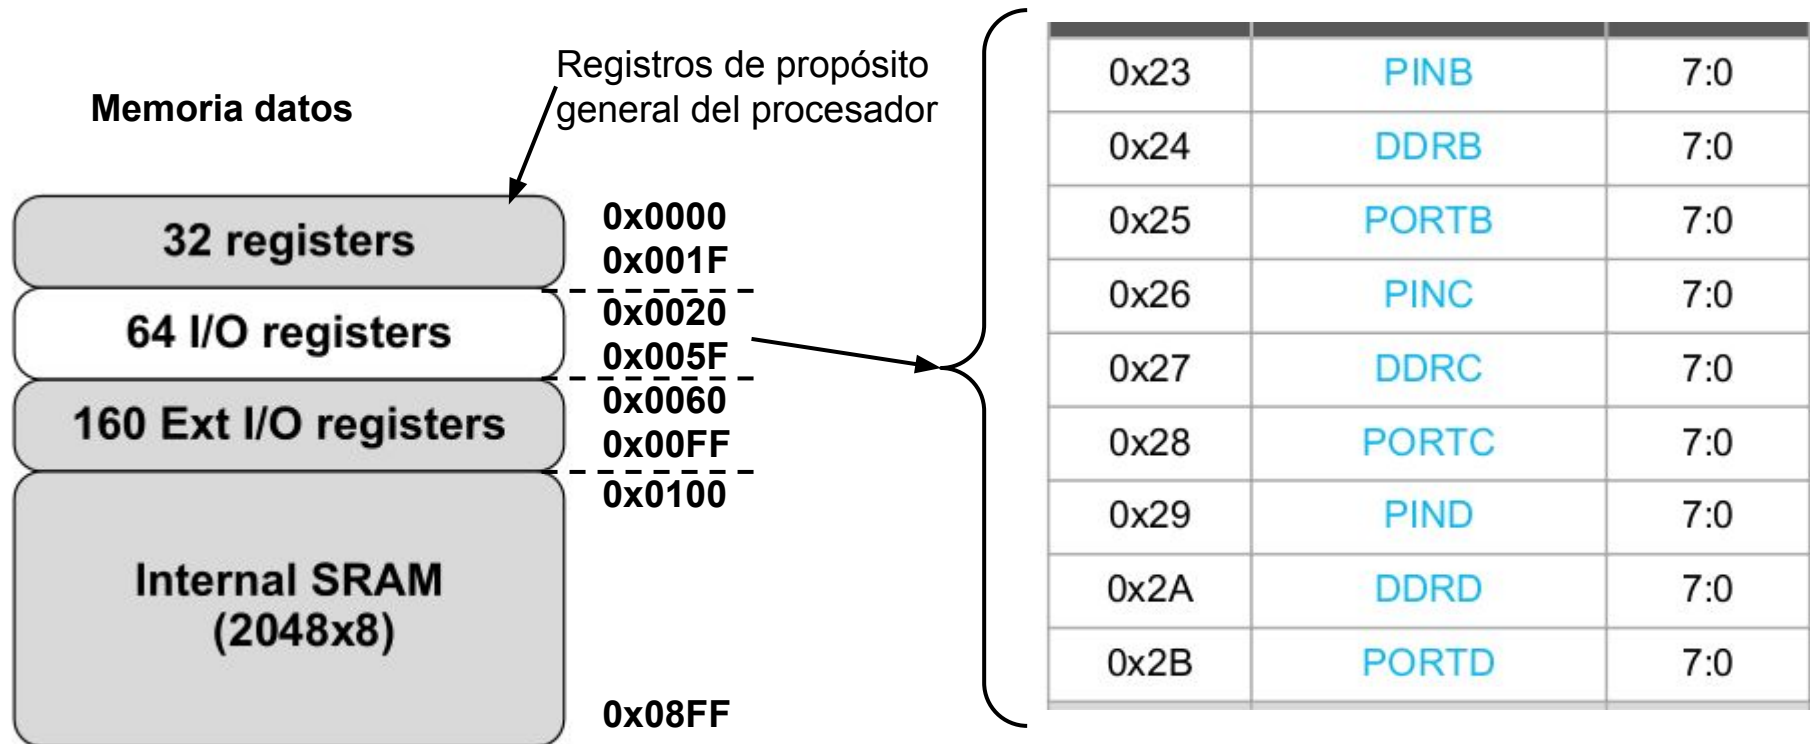 Memoria datos
Registros de propósito
general del procesador
32 registers
0x0000
0x001F
64 I/O registers
0x0020
0x005F
160 Ext I/O registers
0x0060
0x00FF
0x0100
Internal SRAM
(2048x8)
0x08FF
0x23 PINB 7:0
0x24 DDRB 7:0
0x25 PORTB 7:0
0x26 PINC 7:0
0x27 DDRC 7:0
0x28 PORTC 7:0
0x29 PIND 7:0
0x2A DDRD 7:0
0x2B PORTD 7:0